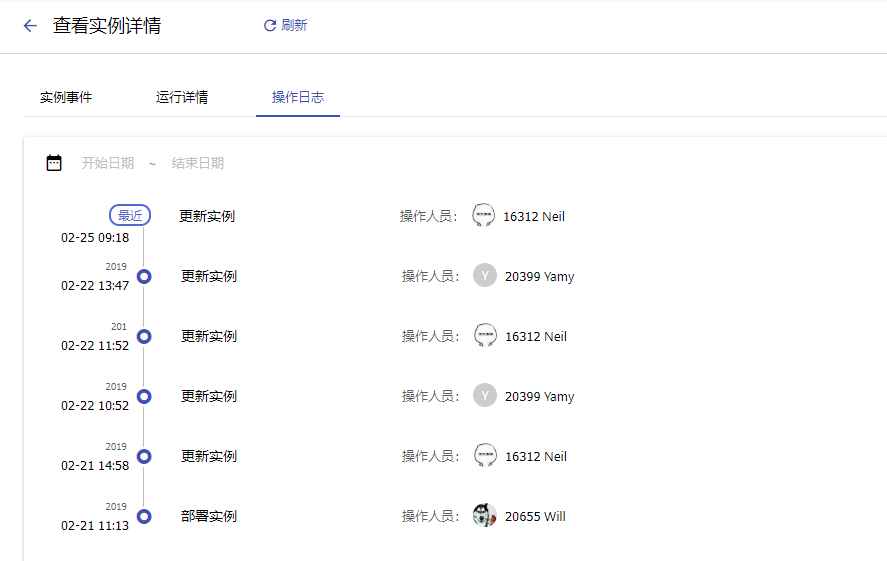 查看实例详情 刷新
实例事件 运行详情 操作日志
开始日期 ~ 结束日期
最近 更新实例 操作人员： 16312 Neil
02-25 09:18
2019
02-22 13:47 更新实例 操作人员： Y 20399 Yamy
201
02-22 11:52 更新实例 操作人员： 16312 Neil
2019
02-22 10:52 更新实例 操作人员： Y 20399 Yamy
2019
02-21 14:58 更新实例 操作人员： 16312 Neil
2019
02-21 11:13 部署实例 操作人员： 20655 Will